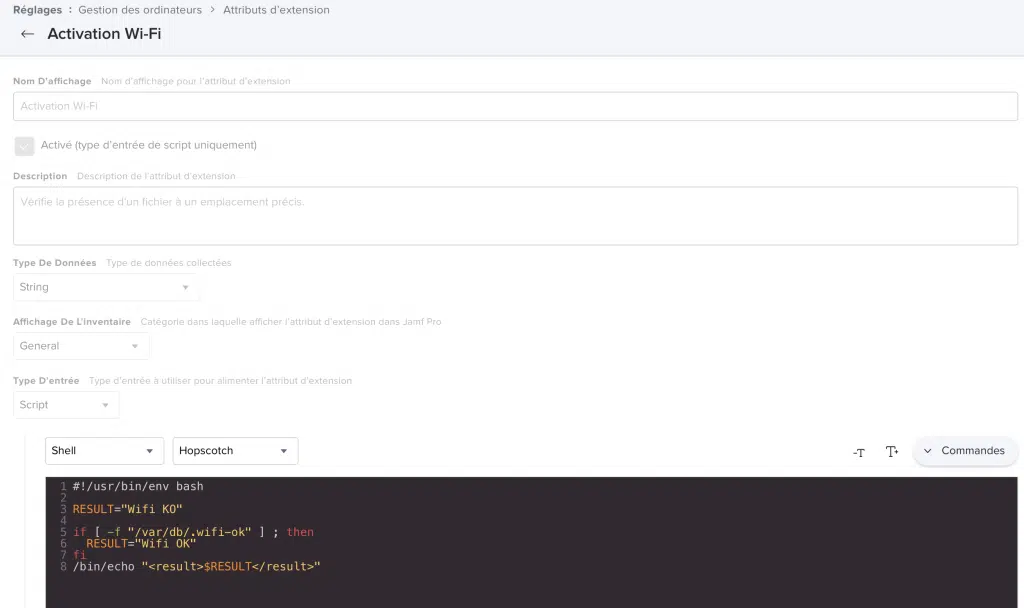 Réglages : Gestion des ordinateurs > Attributs d'extension
← Activation Wi-Fi
Nom D'affichage Nom d'affichage pour l'attribut d'extension
Activation Wi-Fi
Activé (type d'entrée de script uniquement)
Description Description de l'attribut d'extension
Vérifie la présence d'un fichier à un emplacement précis.
Type De Données Type de données collectées
String
Affichage De L'inventaire Catégorie dans laquelle afficher l'attribut d'extension dans Jamf Pro
General
Type D'entrée Type d'entrée à utiliser pour alimenter l'attribut d'extension
Script
Shell Hopscotch -T T+ Commandes
1 #!/usr/bin/env bash
2
3 RESULT="Wifi KO"
4
5 if [ -f "/var/db/.wifi-ok" ] ; then
6   RESULT="Wifi OK"
7 fi
8 /bin/echo "<result>$RESULT</result>"